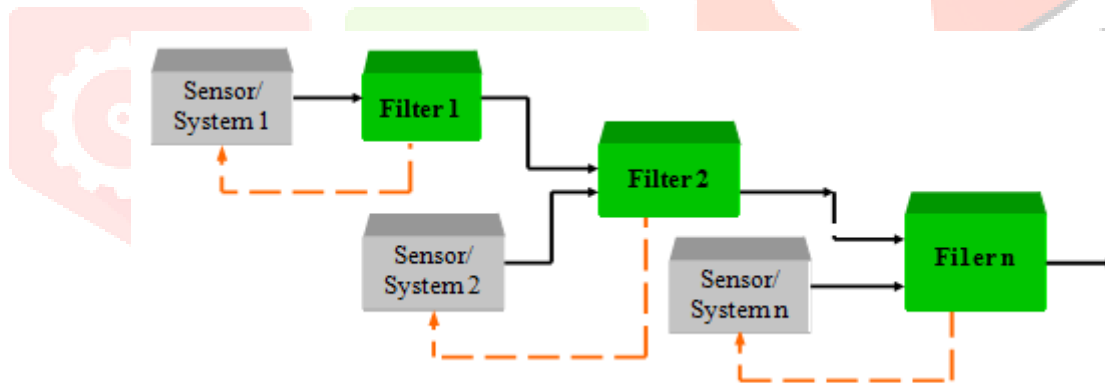 Sensor/
System 1
Filter 1
Filter 2
Sensor/
System 2
Sensor/
System n
Filer n